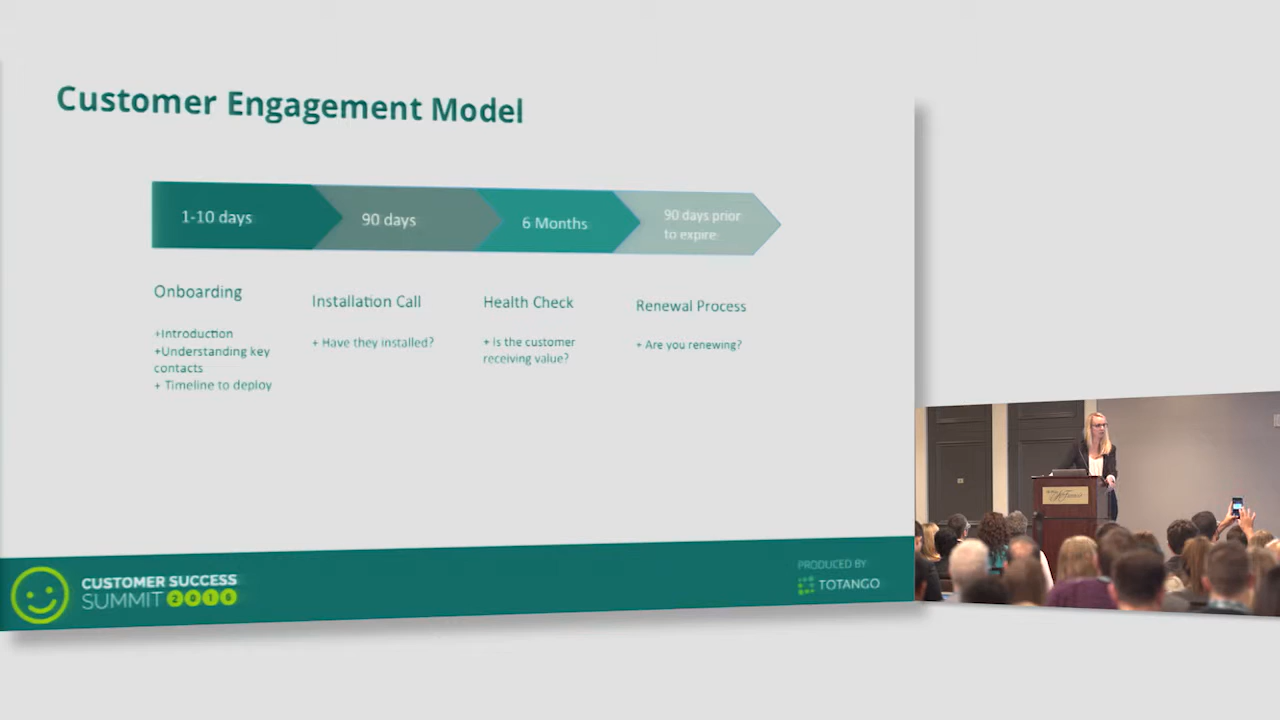 Customer Engagement Model
1-10 days
90 days
6 Months
90 days prior
to expire
Onboarding
+Introduction
+Understanding key
contacts
+ Timeline to deploy
Installation Call
+ Have they installed?
Health Check
+ Is the customer
receiving value?
Renewal Process
+ Are you renewing?
CUSTOMER SUCCESS
SUMMIT 2016
PRODUCED BY
TOTANGO